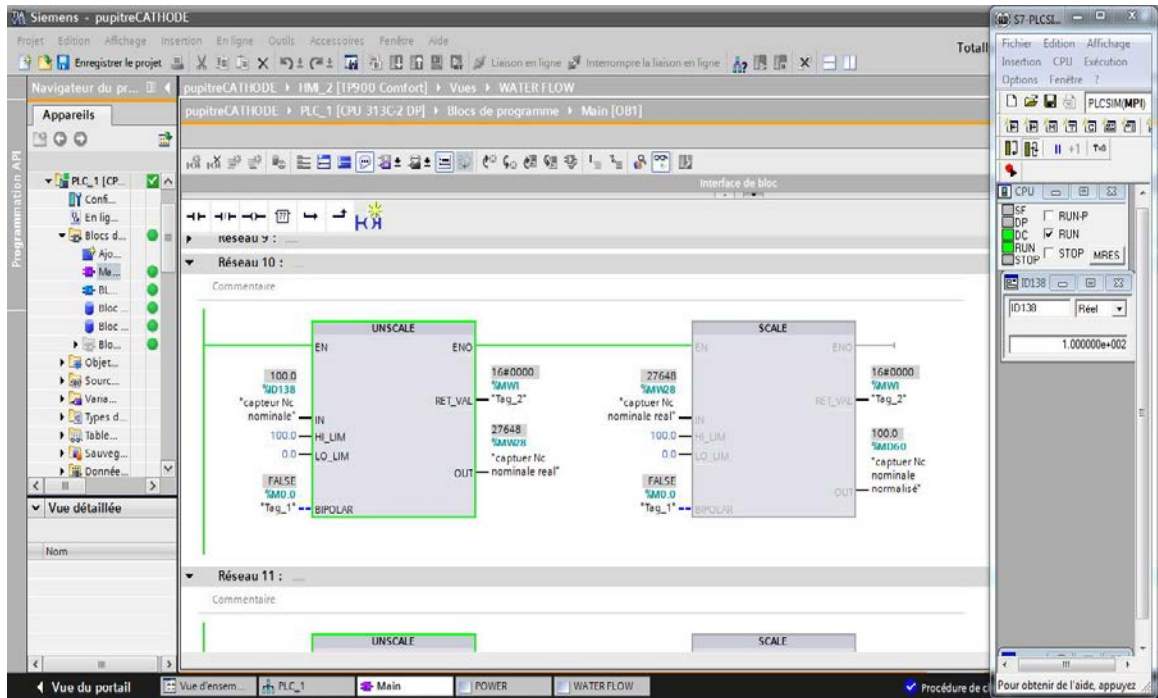 Siemens - pupitreCATHODE
Projet Edition Affichage Insertion En ligne Outils Accessoires Fenêtre Aide
Enregistrer le projet
Liaison en ligne
Interrompre la liaison en ligne
Totall
Navigateur du pr...
Appareils
Programmation API
PLC_1 [CP...
Confi...
En lig...
Blocs d...
Ajo...
Ma...
BL...
Bloc ...
Bloc ...
Blo...
Objet...
Sourc...
Varia...
Types d...
Table...
Sauveg...
Donnée...
Vue détaillée
Nom
pupitreCATHODE HMI_2 [TP900 Comfort] Vues WATER FLOW
pupitreCATHODE PLC_1 [CPU 313C-2 DP] Blocs de programme Main [OB1]
Interface de bloc
Réseau 9 : ....
Réseau 10 : ....
Commentaire
UNSCALE
EN
ENO
100.0
%ID138
"capteur Nc
nominale"
IN
100.0
HI_LIM
0.0
LO_LIM
FALSE
%M0.0
"Tag_1"
BIPOLAR
16#0000
%MW1
RET_VAL
"Tag_2"
27648
%MW28
"captuer Nc
OUT
nominale real"
SCALE
EN
ENO
27648
%MW28
"captuer Nc
nominale real"
IN
100.0
HI_LIM
0.0
LO_LIM
FALSE
%M0.0
"Tag_1"
BIPOLAR
16#0000
%MW1
RET_VAL
"Tag_2"
100.0
%MD60
"captuer Nc
nominale
OUT
normalisé"
Réseau 11 : ....
Commentaire
UNSCALE
SCALE
Vue du portail
Vue d'ensem...
PLC_1
Main
POWER
WATER FLOW
Procédure de c
S7-PLCSI...
Fichier Edition Affichage
Insertion CPU Exécution
Options Fenêtre ?
PLCSIM(MPI)
+1
T=0
CPU
SF
DP
DC
RUN
STOP
RUN-P
RUN
STOP
MRES
ID138
ID138
Réel
1.000000e+002
Pour obtenir de l'aide, appuyez